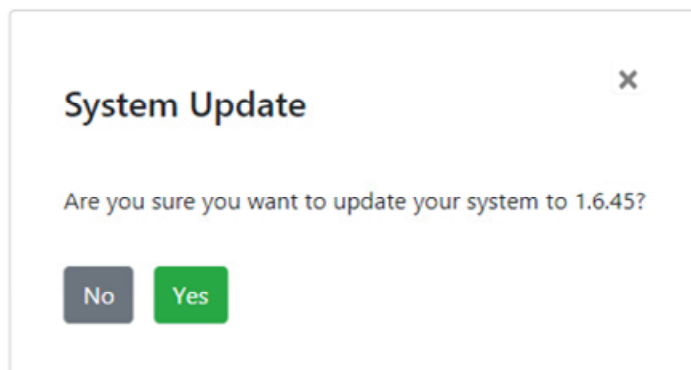 System Update
Are you sure you want to update your system to 1.6.45?
No Yes